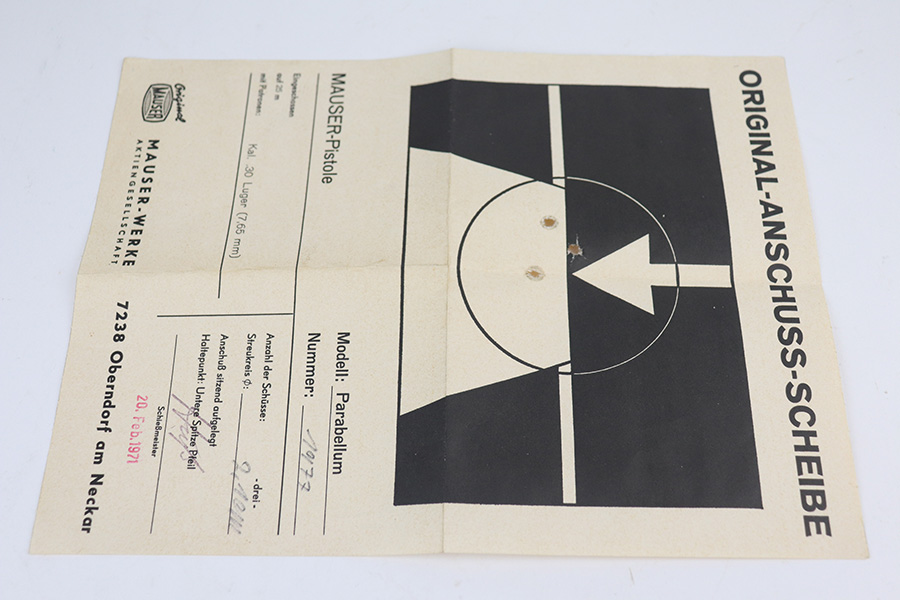 ORIGINAL-ANSCHUSS-SCHEIBE
MAUSER-Pistole
Modell: Parabellum
Nummer:
Eingeschossen
auf 25 m
mit Patronen:
Kal. .30 Luger (7,65 mm)
Anzahl der Schüsse: -drei-
Streukreis Ø:
Anschuß sitzend aufgelegt
Haltepunkt: Untere Spitze Pfeil
Schießmeister
Original
MAUSER
MAUSER-WERKE
AKTIENGESELLSCHAFT
7238 Oberndorf am Neckar
20. Feb. 1971